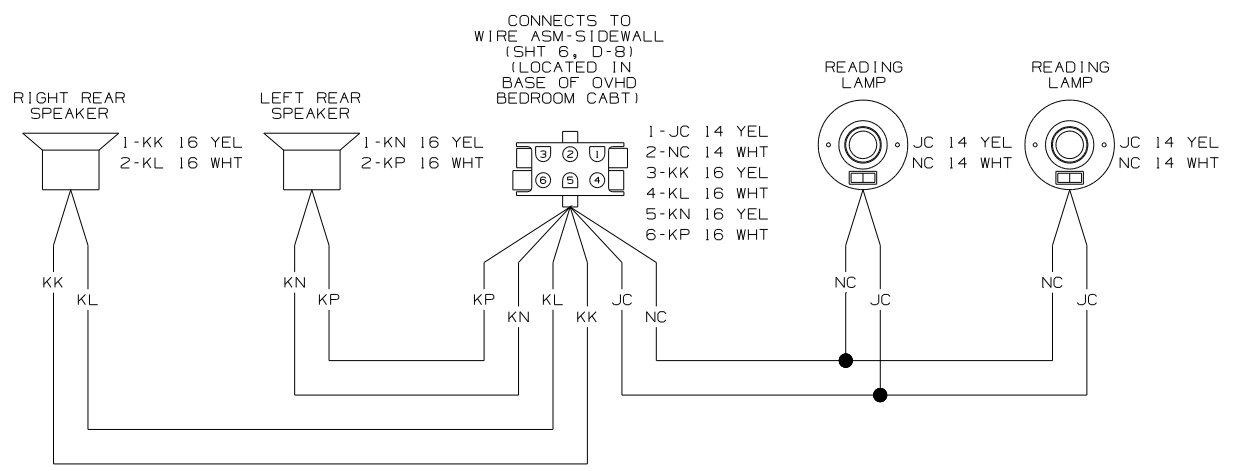 CONNECTS TO
WIRE ASM-SIDEWALL
(SHT 6, D-8)
(LOCATED IN
BASE OF OVHD
BEDROOM CABT)
RIGHT REAR
SPEAKER
1-KK 16 YEL
2-KL 16 WHT
LEFT REAR
SPEAKER
1-KN 16 YEL
2-KP 16 WHT
3 2 1
6 5 4
1-JC 14 YEL
2-NC 14 WHT
3-KK 16 YEL
4-KL 16 WHT
5-KN 16 YEL
6-KP 16 WHT
READING
LAMP
JC 14 YEL
NC 14 WHT
READING
LAMP
JC 14 YEL
NC 14 WHT
KK
KL
KN
KP
KP
KN
KL
KK
JC
NC
NC
JC
NC
JC